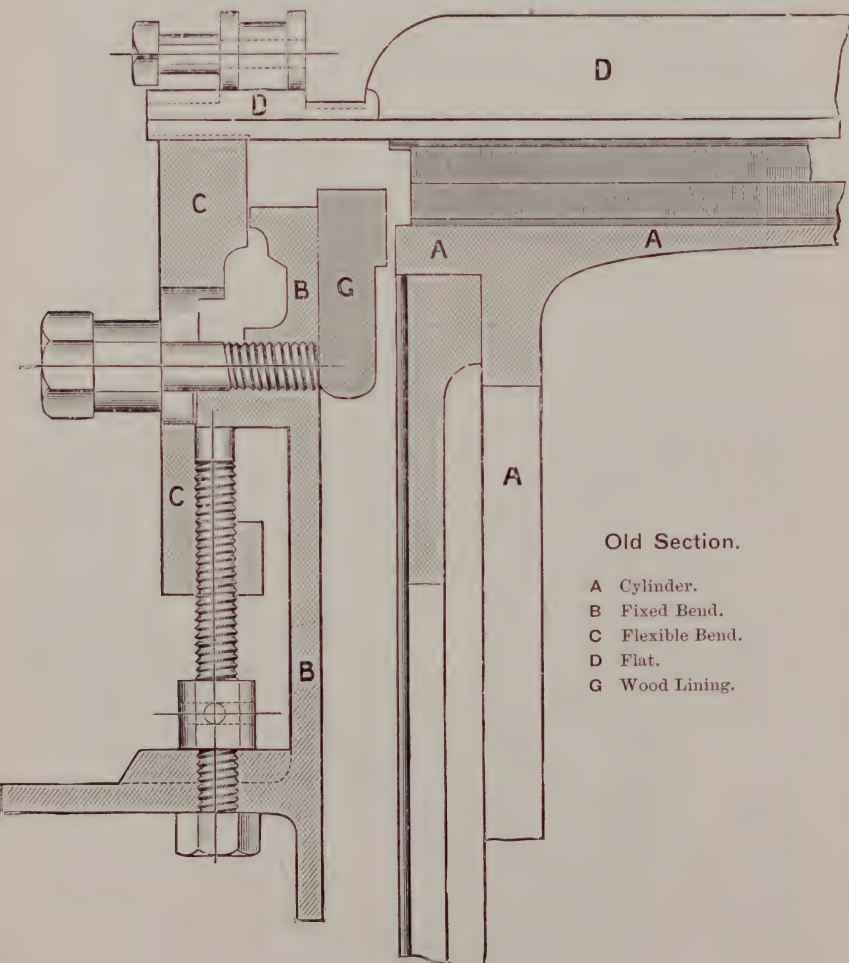 D
D
C
B
G
A
A
C
A
B
Old Section.
A Cylinder.
B Fixed Bend.
C Flexible Bend.
D Flat.
G Wood Lining.